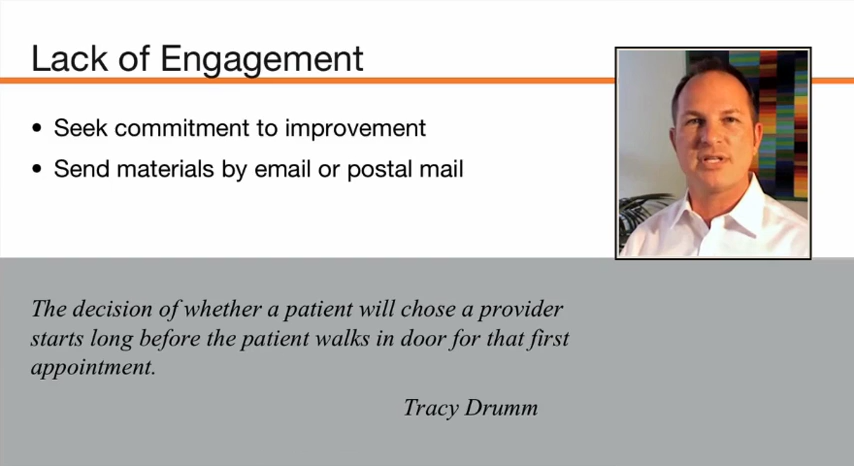 Lack of Engagement
• Seek commitment to improvement
• Send materials by email or postal mail
The decision of whether a patient will chose a provider
starts long before the patient walks in door for that first
appointment.
Tracy Drumm